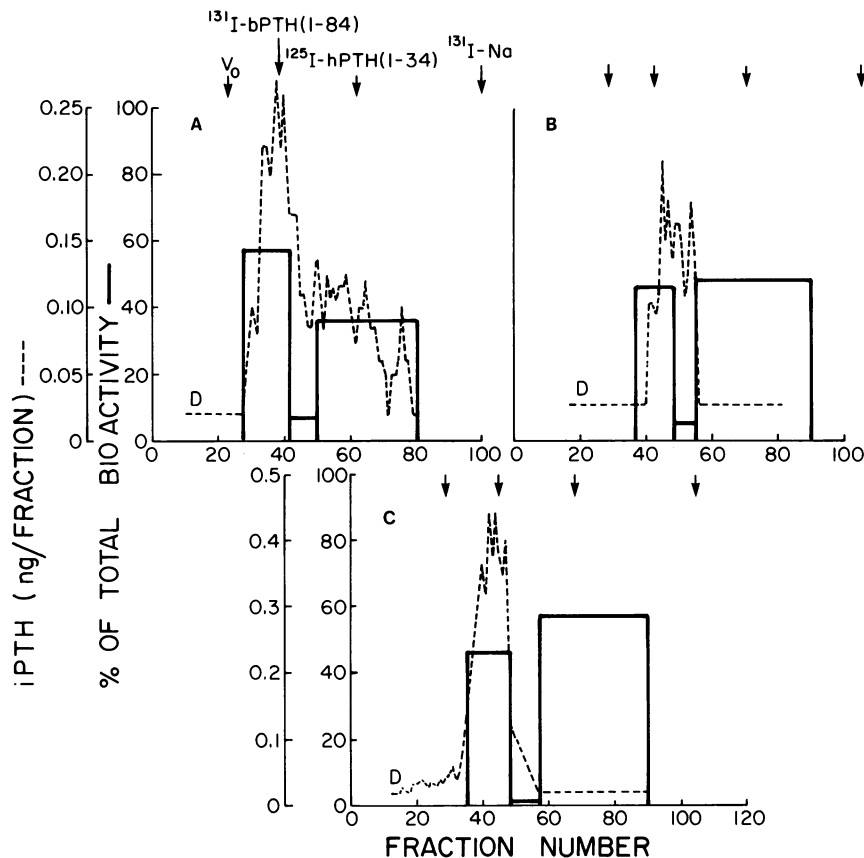 ¹³¹I-bPTH(1-84)
V₀
¹²⁵I-hPTH(1-34)
¹³¹I-Na
0.25 100 A B
0.20 80
0.15 60
0.10 40
0.05 20
D D
0 0
0 20 40 60 80 100 0 20 40 60 80 100
0.5 100 C
0.4 80
0.3 60
0.2 40
0.1 20
D
0 0
0 20 40 60 80 100 120
FRACTION NUMBER
iPTH (ng/FRACTION) ----
% OF TOTAL BIOACTIVITY —